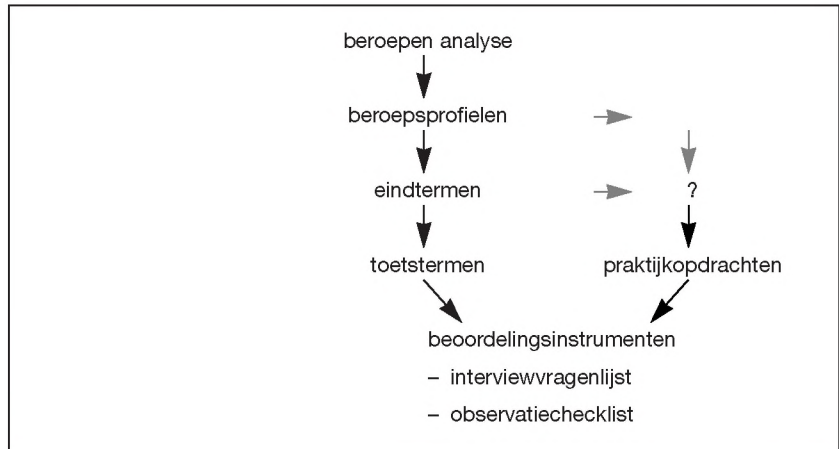 beroepen analyse
beroepsprofielen
eindtermen ?
toetstermen praktijkopdrachten
beoordelingsinstrumenten
– interviewvragenlijst
– observatiechecklist